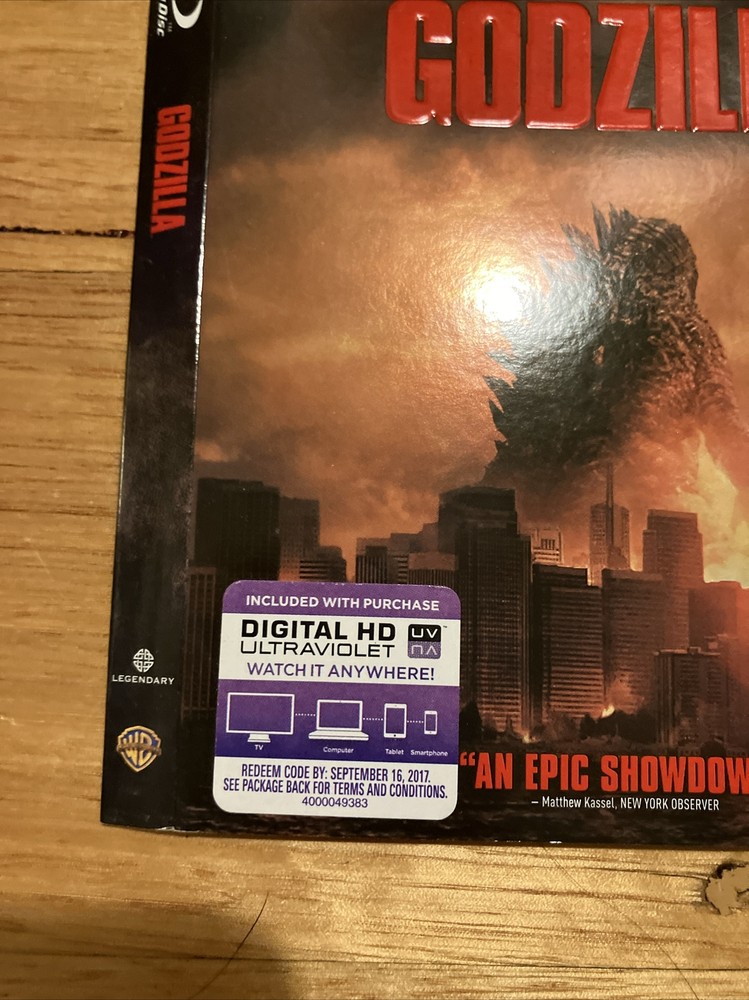 GODZILL
GODZILLA
INCLUDED WITH PURCHASE
DIGITAL HD
ULTRAVIOLET
UV
WATCH IT ANYWHERE!
TV
Computer
Tablet
Smartphone
REDEEM CODE BY: SEPTEMBER 16, 2017.
SEE PACKAGE BACK FOR TERMS AND CONDITIONS.
4000049383
LEGENDARY
WB
“AN EPIC SHOWDOW
– Matthew Kassel, NEW YORK OBSERVER